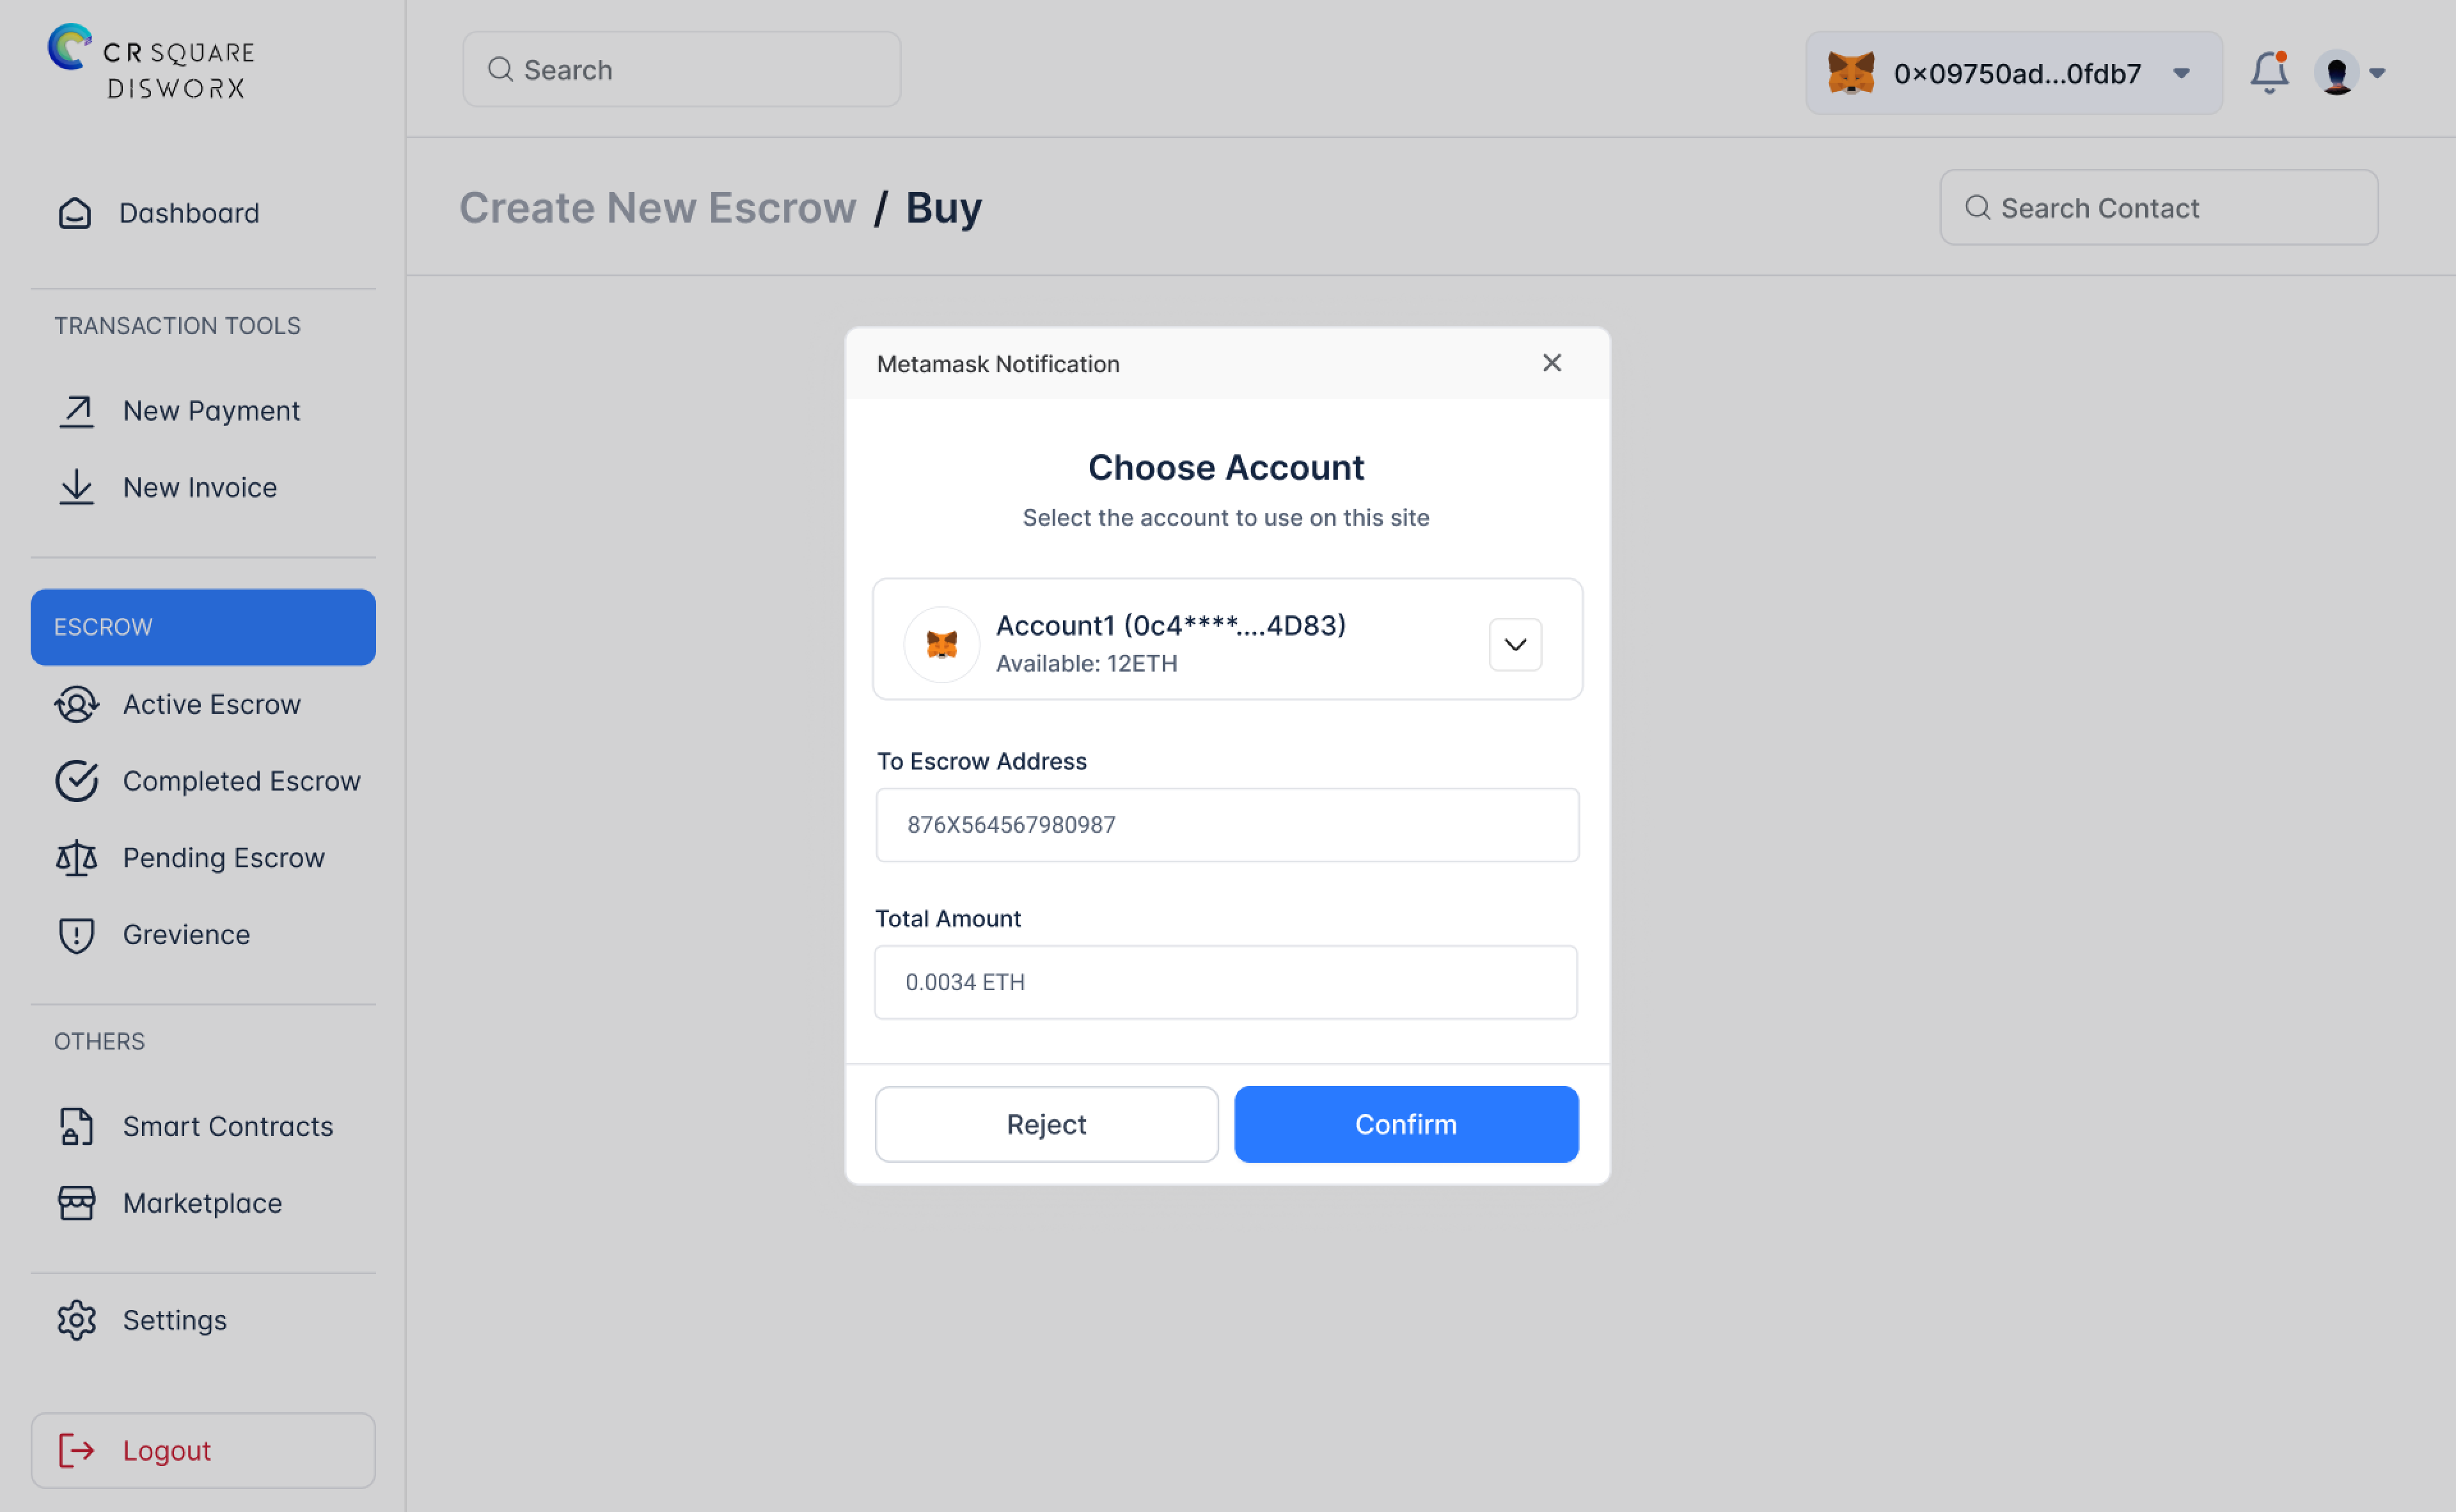 CR SQUARE
DISWORX
Search
0×09750ad...0fdb7
Dashboard
Create New Escrow / Buy
Search Contact
TRANSACTION TOOLS
New Payment
New Invoice
ESCROW
Active Escrow
Completed Escrow
Pending Escrow
Grevience
OTHERS
Smart Contracts
Marketplace
Settings
Logout
Metamask Notification
Choose Account
Select the account to use on this site
Account1 (0c4****....4D83)
Available: 12ETH
To Escrow Address
876X564567980987
Total Amount
0.0034 ETH
Reject
Confirm